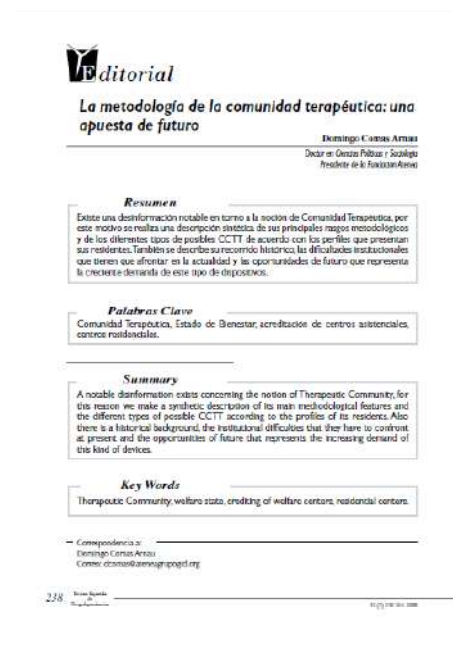 Editorial
La metodología de la comunidad terapéutica: una
apuesta de futuro
Domingo Comas Arnau
Doctor en Ciencias Políticas y Sociología
Presidente de la Fundación Atenea
Resumen
Existe una desinformación notable en torno a la noción de Comunidad Terapéutica, por
este motivo se realiza una descripción sintética de sus principales rasgos metodológicos
y de los diferentes tipos de posibles CCTT de acuerdo con los perfiles que presentan
sus residentes. También se describe su recorrido histórico, las dificultades institucionales
que tienen que afrontar en la actualidad y las oportunidades de futuro que representa
la creciente demanda de este tipo de dispositivos.
Palabras Clave
Comunidad Terapéutica, Estado de Bienestar, acreditación de centros asistenciales,
centros residenciales.
Summary
A notable disinformation exists concerning the notion of Therapeutic Community, for
this reason we make a synthetic description of its main methodological features and
the different types of possible CCTT according to the profiles of its residents. Also
there is a historical background, the institutional difficulties that they have to confront
at present and the opportunities of future that represents the increasing demand of
this kind of devices.
Key Words
Therapeutic Community, welfare state, crediting of welfare centers, residential centers.
Correspondencia a:
Domingo Comas Arnau
Correo:
238
Revista Española
de
Drogodependencias